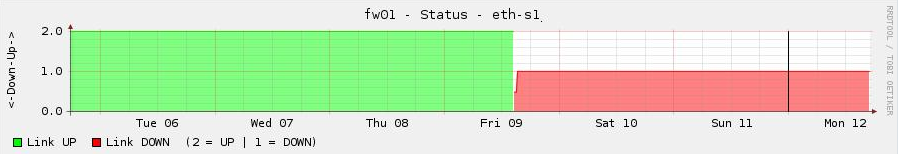 fw01 - Status - eth-s1
2.0
1.0
0.0
<-Down-Up->
Tue 06 Wed 07 Thu 08 Fri 09 Sat 10 Sun 11 Mon 12
Link UP Link DOWN (2 = UP | 1 = DOWN)
RRDTOOL / TOBI OETIKER